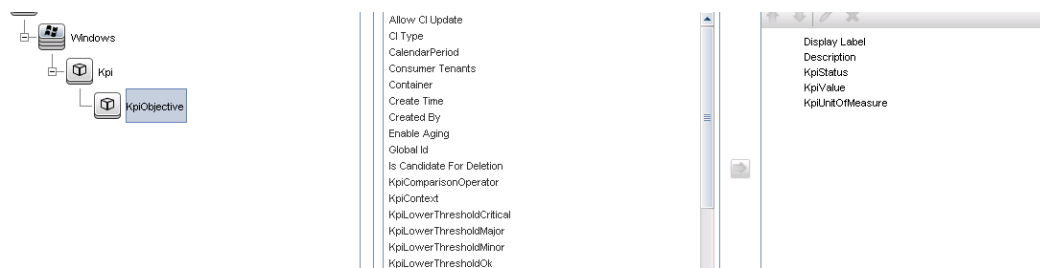 Windows
Kpi
KpiObjective
Allow CI Update
CI Type
CalendarPeriod
Consumer Tenants
Container
Create Time
Created By
Enable Aging
Global Id
Is Candidate For Deletion
KpiComparisonOperator
KpiContext
KpiLowerThresholdCritical
KpiLowerThresholdMajor
KpiLowerThresholdMinor
KpiLowerThresholdOk
Display Label
Description
KpiStatus
KpiValue
KpiUnitOfMeasure